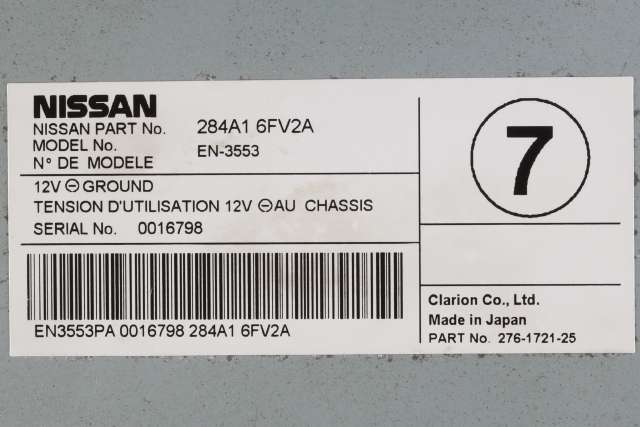 NISSAN
NISSAN PART No. 284A1 6FV2A
MODEL No. EN-3553
N° DE MODELE
12V ⊖ GROUND
TENSION D'UTILISATION 12V ⊖ AU CHASSIS
SERIAL No. 0016798
EN3553PA 0016798 284A1 6FV2A
7
Clarion Co., Ltd.
Made in Japan
PART No. 276-1721-25